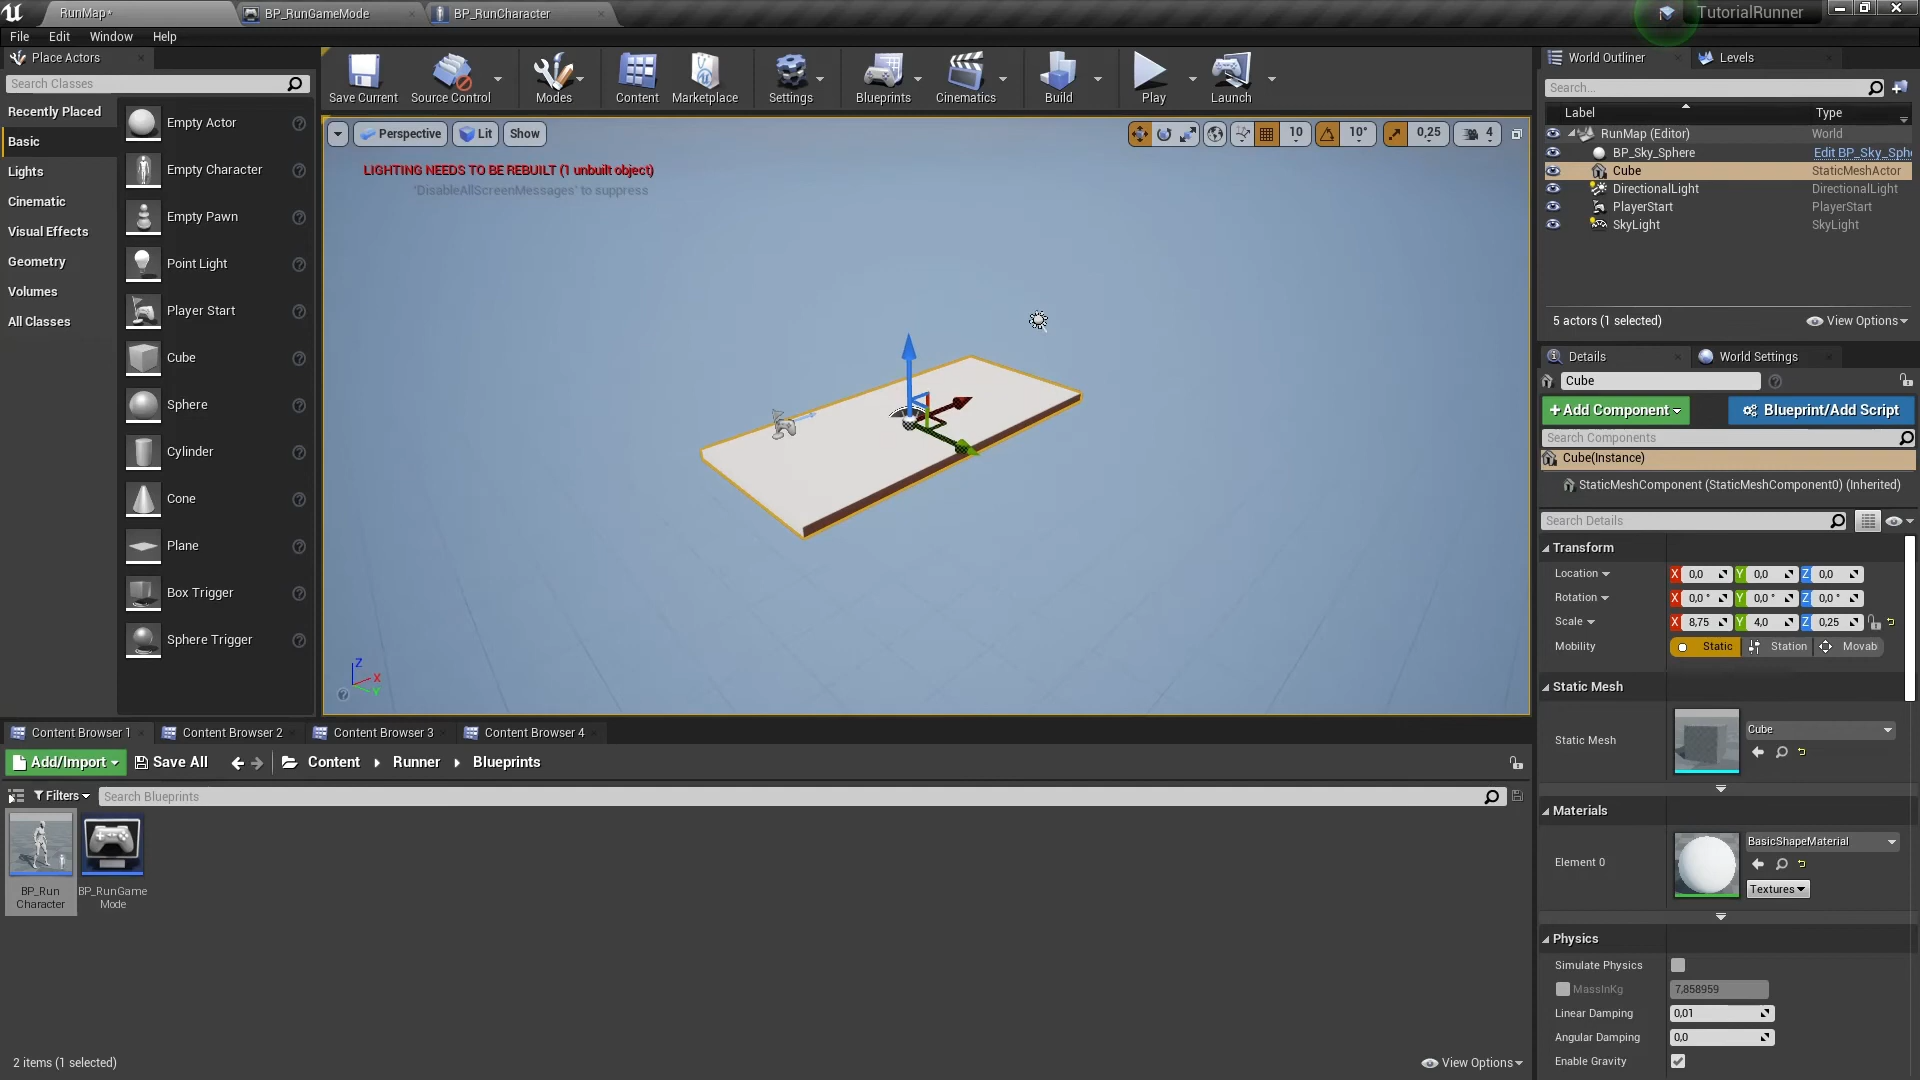 RunMap*
BP_RunGameMode
BP_RunCharacter
TutorialRunner
File Edit Window Help
Place Actors
Search Classes
Recently Placed
Basic
Lights
Cinematic
Visual Effects
Geometry
Volumes
All Classes
Empty Actor
Empty Character
Empty Pawn
Point Light
Player Start
Cube
Sphere
Cylinder
Cone
Plane
Box Trigger
Sphere Trigger
Save Current
Source Control
Modes
Content
Marketplace
Settings
Blueprints
Cinematics
Build
Play
Launch
Perspective
Lit
Show
10
10°
0,25
4
LIGHTING NEEDS TO BE REBUILT (1 unbuilt object)
'DisableAllScreenMessages' to suppress
Z
X
Y
World Outliner
Levels
Search...
Label Type
RunMap (Editor) World
BP_Sky_Sphere Edit BP_Sky_Sph
Cube StaticMeshActor
DirectionalLight DirectionalLight
PlayerStart PlayerStart
SkyLight SkyLight
5 actors (1 selected)
View Options
Details
World Settings
Cube
+Add Component
Blueprint/Add Script
Search Components
Cube(Instance)
StaticMeshComponent (StaticMeshComponent0) (Inherited)
Search Details
Transform
Location X 0,0 Y 0,0 Z 0,0
Rotation X 0,0 ° Y 0,0 ° Z 0,0 °
Scale X 8,75 Y 4,0 Z 0,25
Mobility Static Station Movab
Static Mesh
Static Mesh
Cube
Materials
Element 0
BasicShapeMaterial
Textures
Physics
Simulate Physics
MassInKg 7,858959
Linear Damping 0,01
Angular Damping 0,0
Enable Gravity
Content Browser 1
Content Browser 2
Content Browser 3
Content Browser 4
Add/Import
Save All
Content
Runner
Blueprints
Filters
Search Blueprints
BP_Run
Character
BP_RunGame
Mode
2 items (1 selected)
View Options